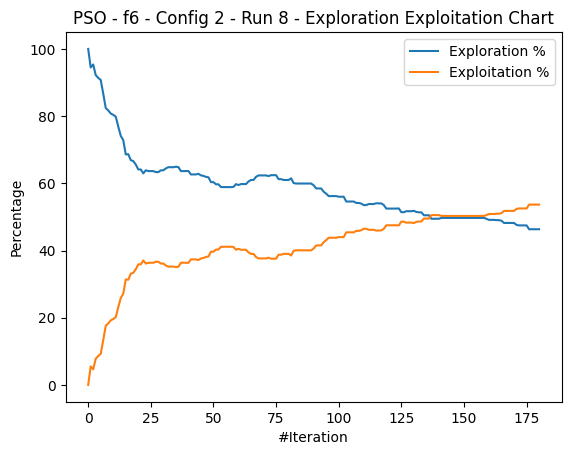 PSO - f6 - Config 2 - Run 8 - Exploration Exploitation Chart
Exploration %
Exploitation %
Percentage
100
80
60
40
20
0
0 25 50 75 100 125 150 175
#Iteration